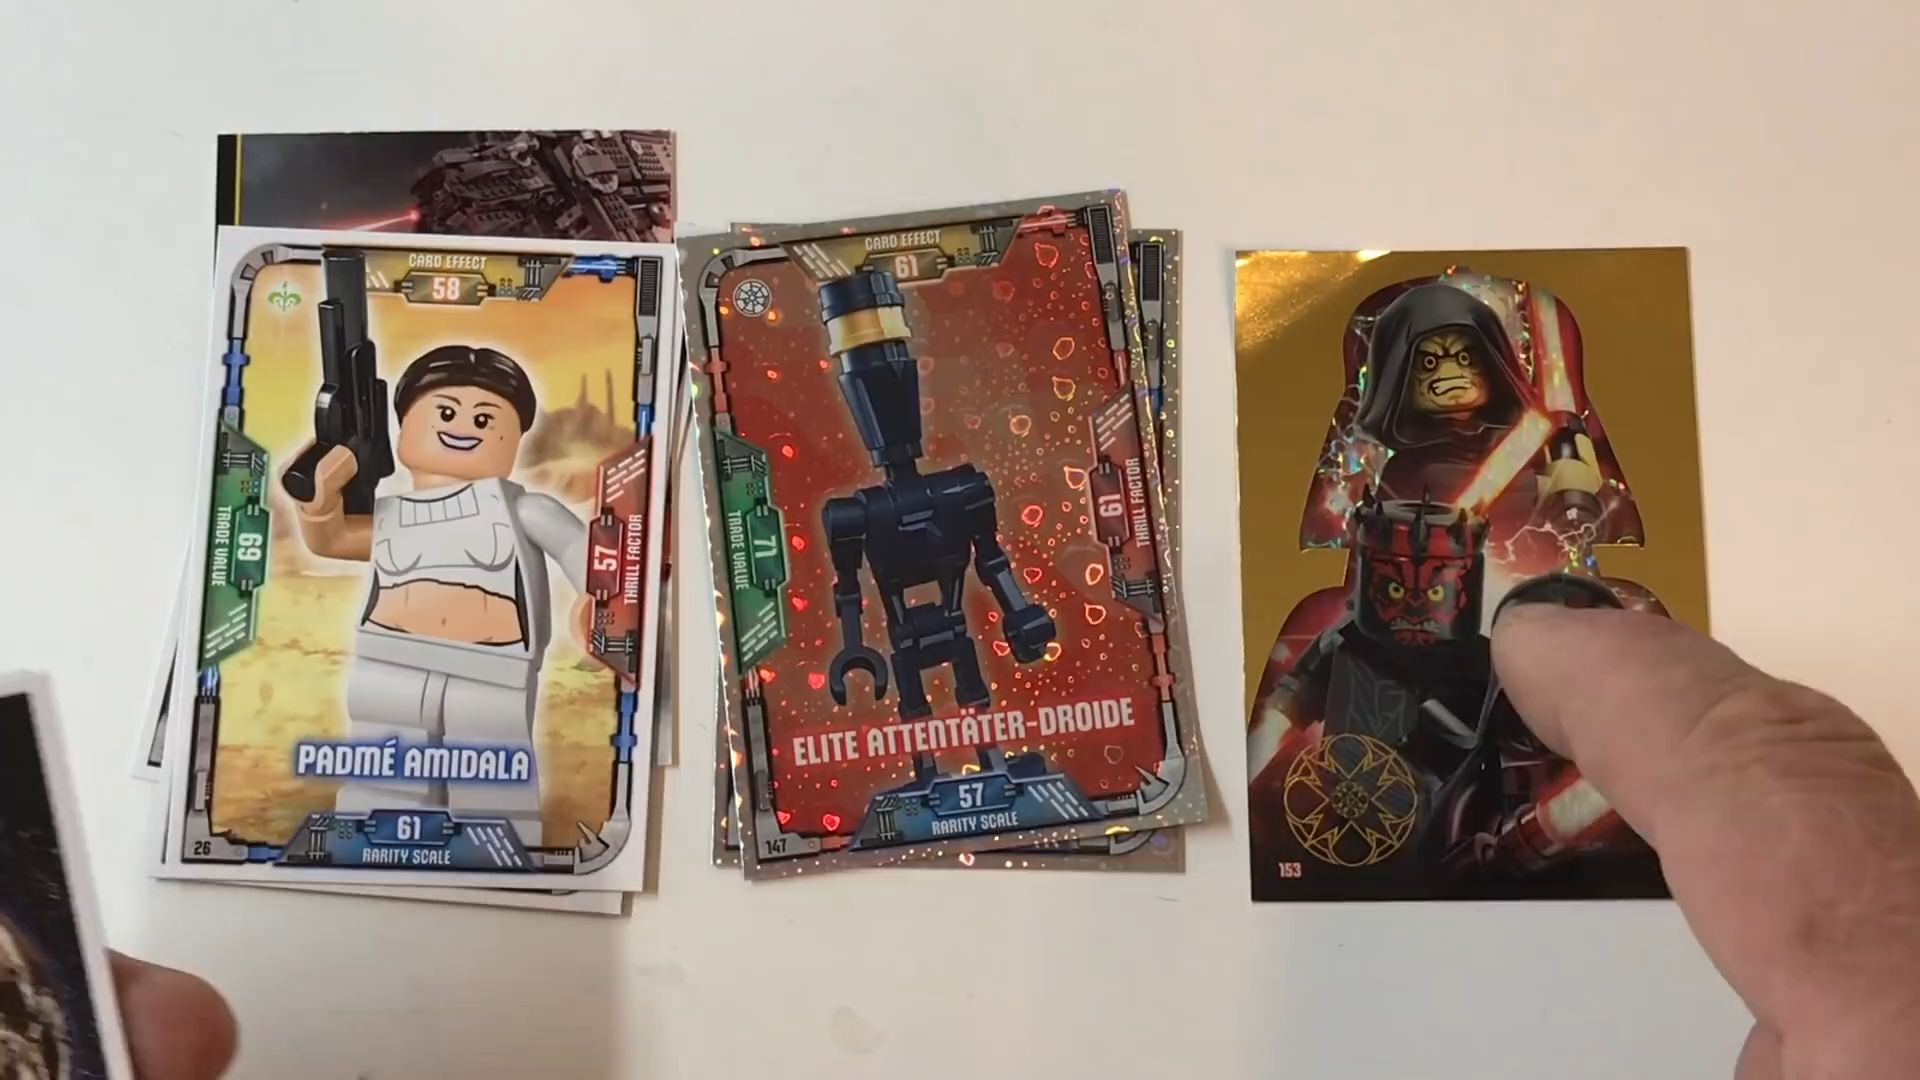 CARD EFFECT
58
TRADE VALUE
69
57
THRILL FACTOR
PADMÉ AMIDALA
61
RARITY SCALE
26
CARD EFFECT
61
TRADE VALUE
71
61
THRILL FACTOR
ELITE ATTENTÄTER-DROIDE
57
RARITY SCALE
147
153